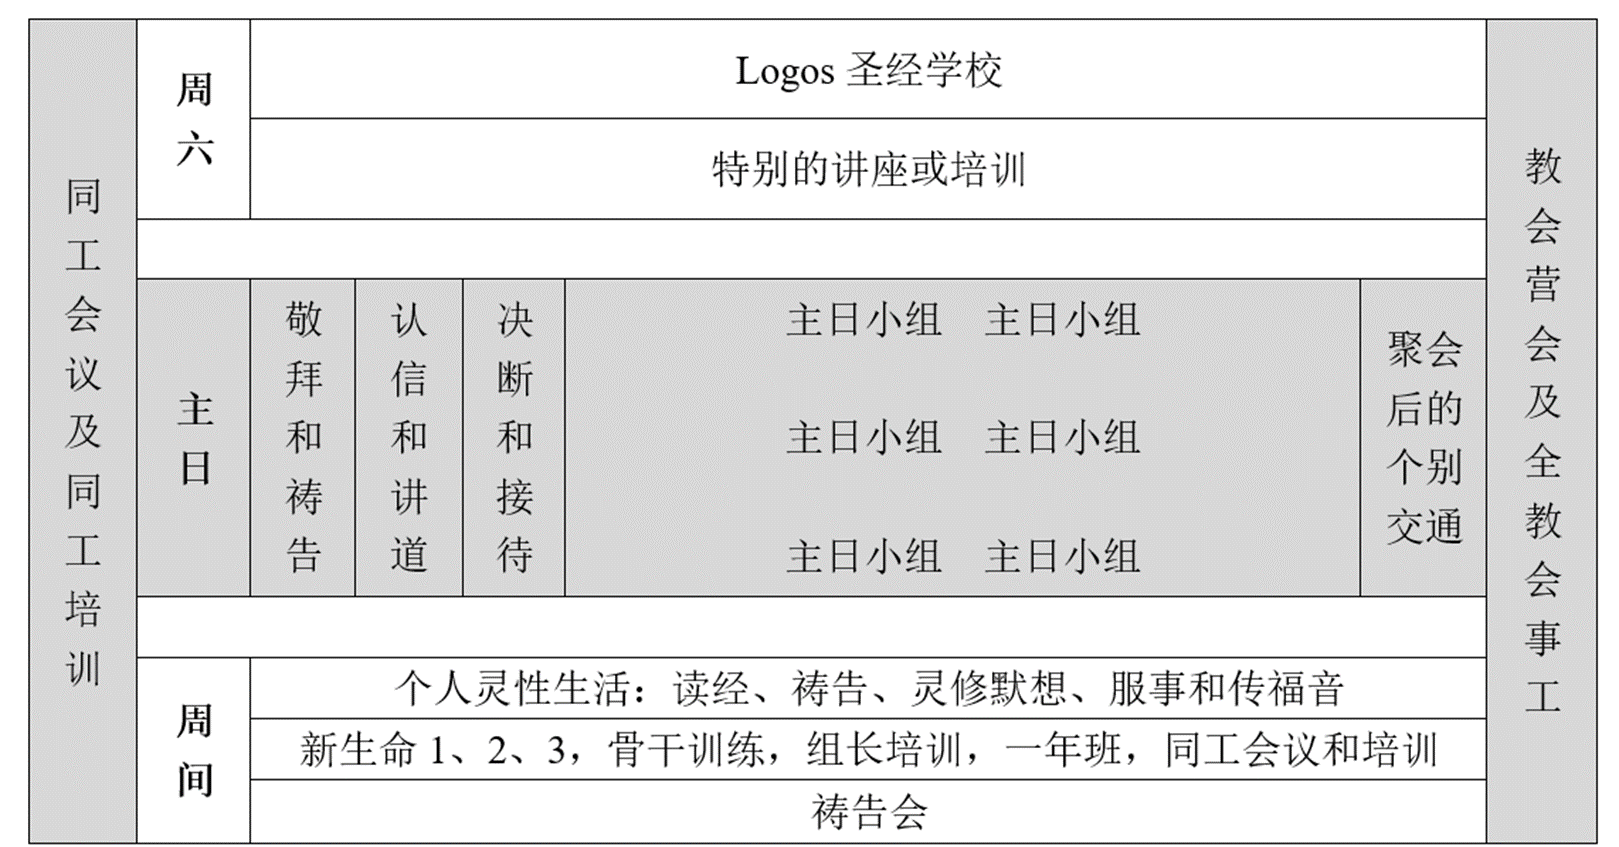 同工会议及同工培训
周六
Logos 圣经学校
特别的讲座或培训
主日
敬拜和祷告
认信和讲道
决断和接待
主日小组 主日小组
主日小组 主日小组
主日小组 主日小组
聚会
后的
个别
交通
周间
个人灵性生活：读经、祷告、灵修默想、服事和传福音
新生命 1、2、3，骨干训练，组长培训，一年班，同工会议和培训
祷告会
教会营会及全教会事工